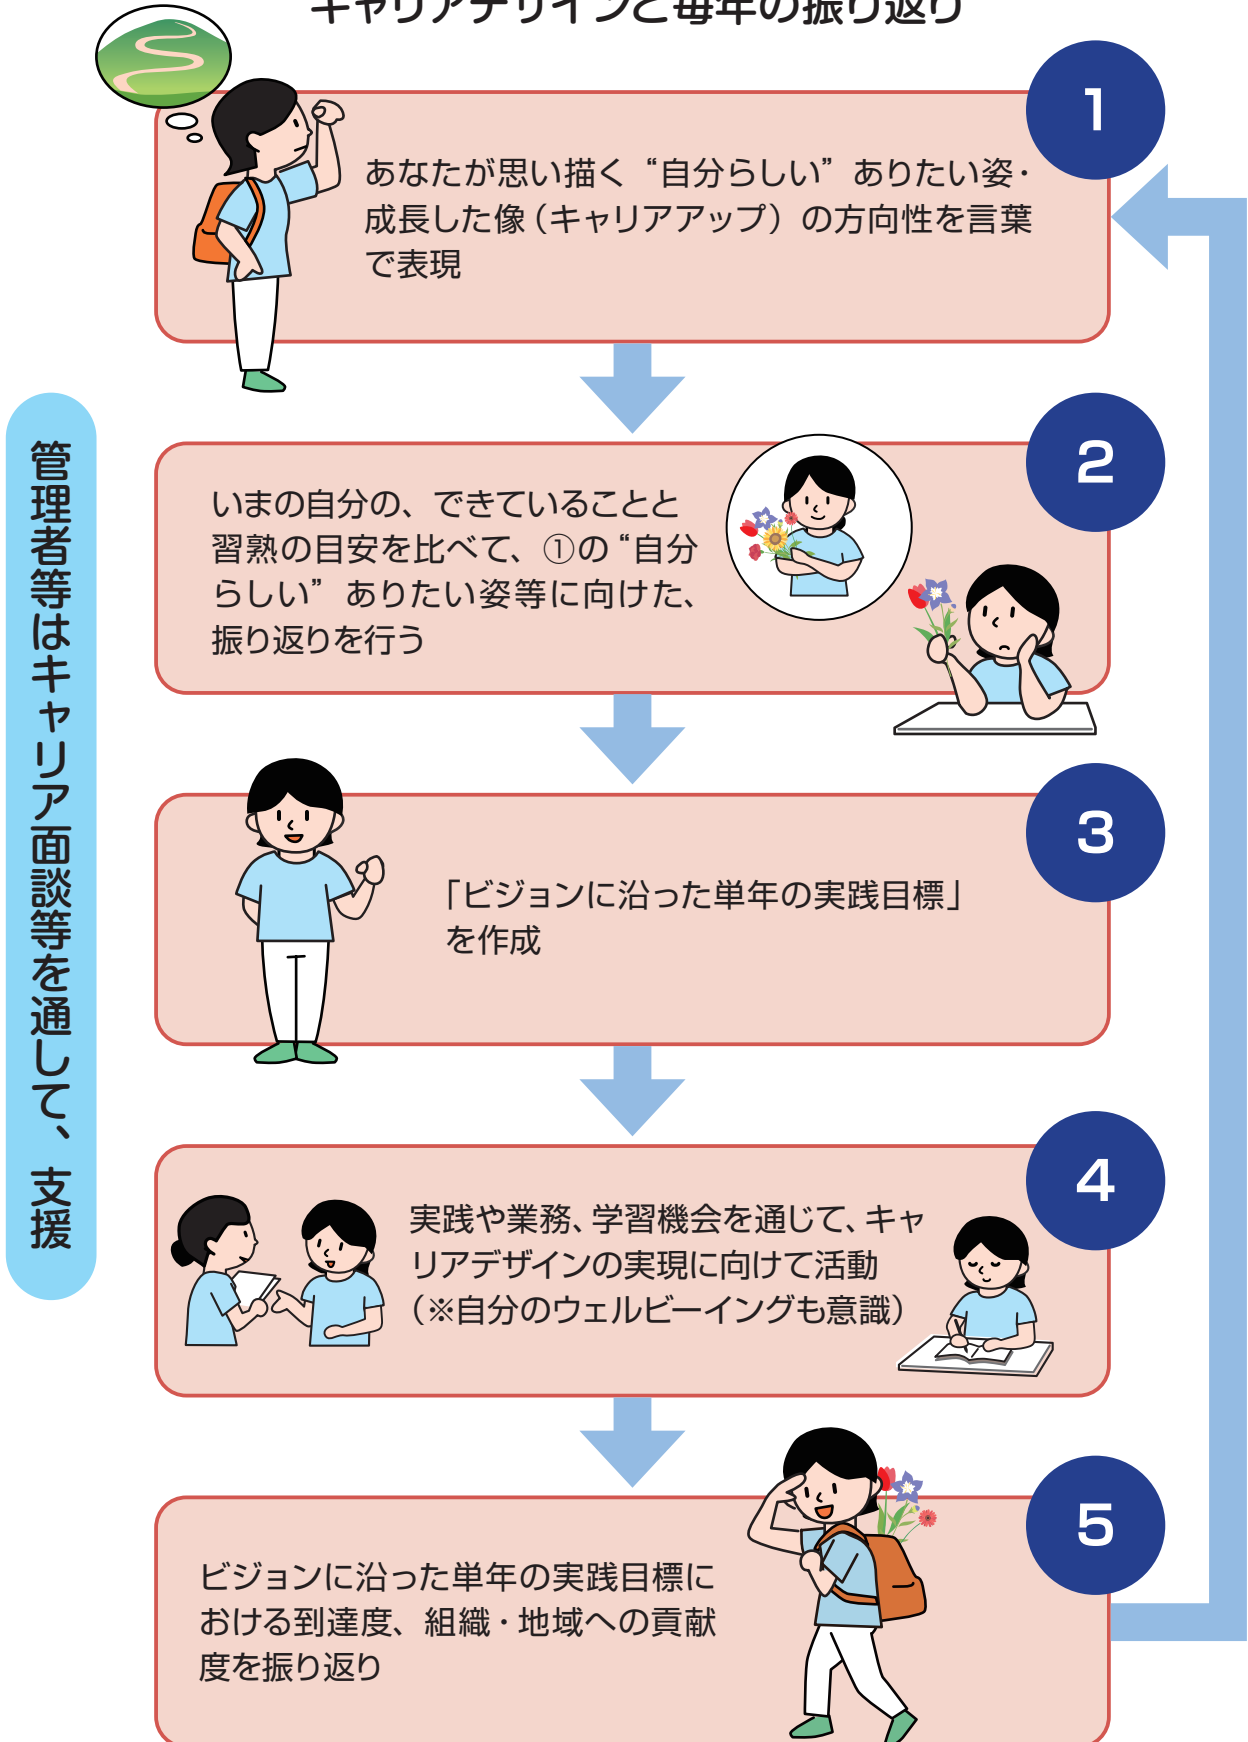 キャリアデザインと毎年の振り返り
1
あなたが思い描く“自分らしい”ありたい姿・
成長した像（キャリアアップ）の方向性を言葉
で表現
管理者等はキャリア面談等を通して、支援
2
いまの自分の、できていることと
習熟の目安を比べて、①の“自分
らしい”ありたい姿等に向けた、
振り返りを行う
3
「ビジョンに沿った単年の実践目標」
を作成
4
実践や業務、学習機会を通じて、キャ
リアデザインの実現に向けて活動
（※自分のウェルビーイングも意識）
5
ビジョンに沿った単年の実践目標に
おける到達度、組織・地域への貢献
度を振り返り